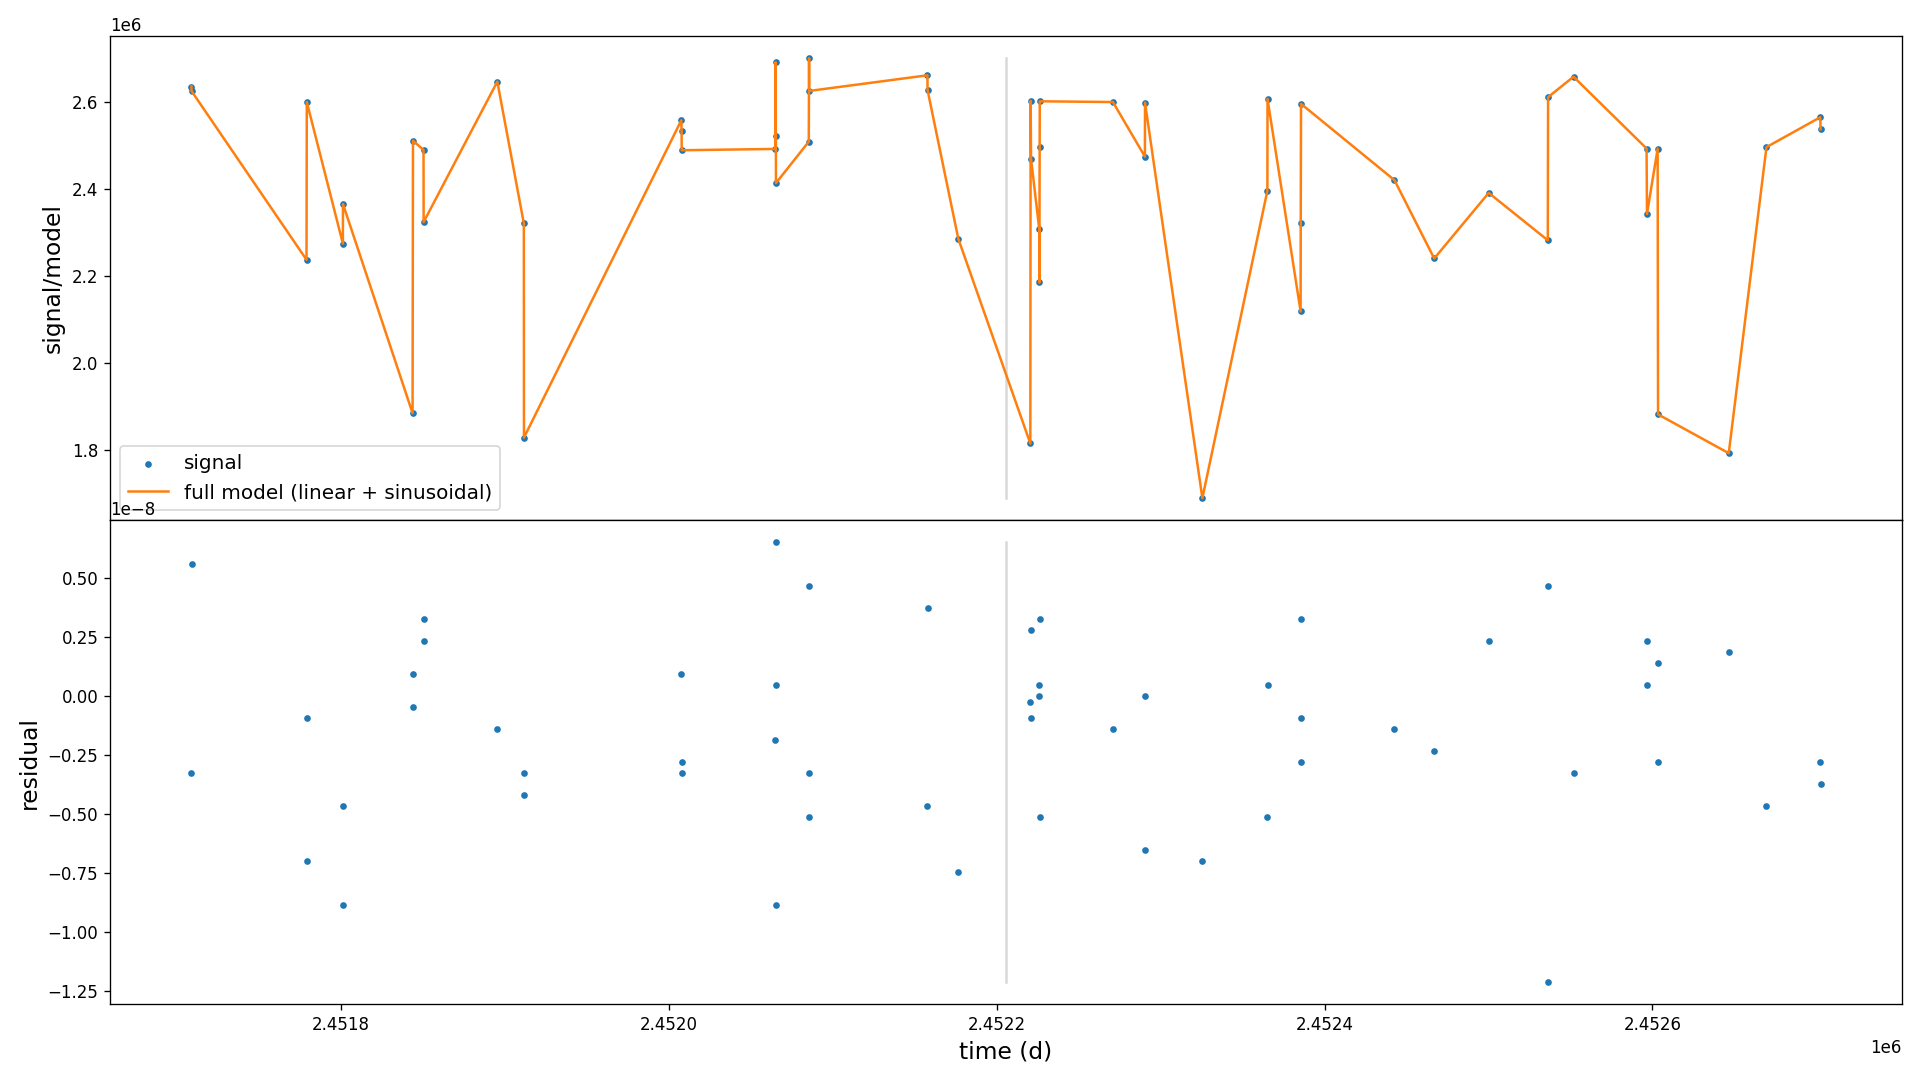 1e6
2.6
2.4
2.2
2.0
1.8
signal/model
signal
full model (linear + sinusoidal)
1e−8
0.50
0.25
0.00
−0.25
−0.50
−0.75
−1.00
−1.25
residual
2.4518
2.4520
2.4522
2.4524
2.4526
time (d)
1e6